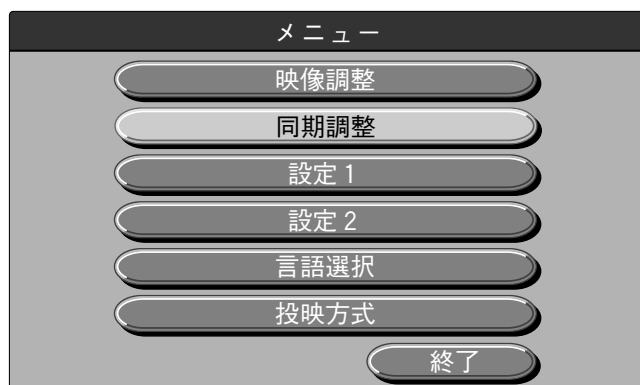 メニュー
映像調整
同期調整
設定 1
設定 2
言語選択
投映方式
終了